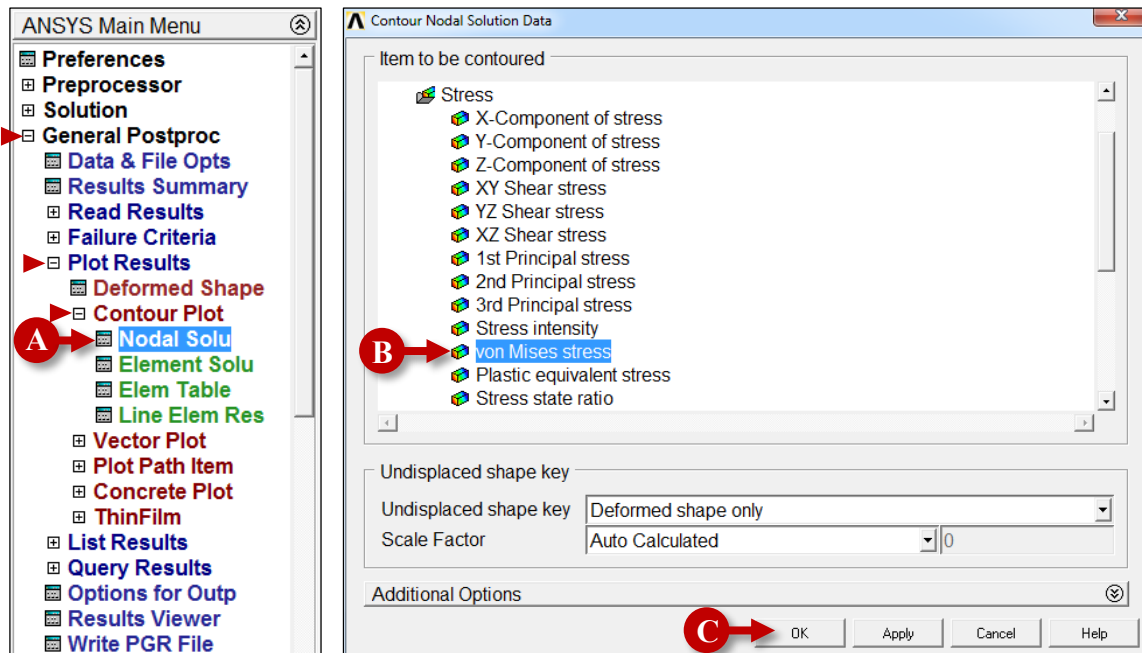 ANSYS Main Menu
Preferences
Preprocessor
Solution
General Postproc
Data & File Opts
Results Summary
Read Results
Failure Criteria
Plot Results
Deformed Shape
Contour Plot
A
Nodal Solu
Element Solu
Elem Table
Line Elem Res
Vector Plot
Plot Path Item
Concrete Plot
ThinFilm
List Results
Query Results
Options for Outp
Results Viewer
Write PGR File
Contour Nodal Solution Data
Item to be contoured
Stress
X-Component of stress
Y-Component of stress
Z-Component of stress
XY Shear stress
YZ Shear stress
XZ Shear stress
1st Principal stress
2nd Principal stress
3rd Principal stress
Stress intensity
B
von Mises stress
Plastic equivalent stress
Stress state ratio
Undisplaced shape key
Undisplaced shape key Deformed shape only
Scale Factor Auto Calculated 0
Additional Options
C
OK Apply Cancel Help